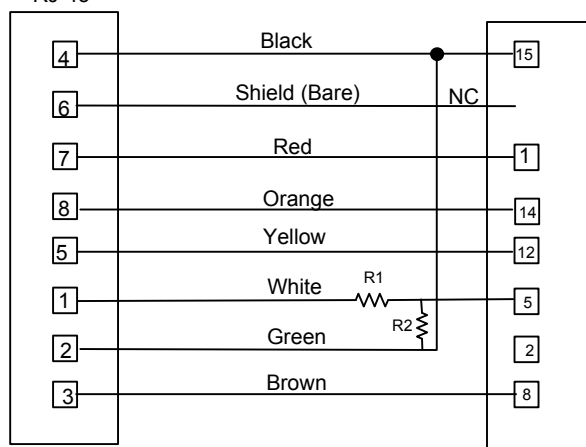 4 Black 15
6 Shield (Bare) NC
7 Red 1
8 Orange 14
5 Yellow 12
1 White R1 5
R2
2 Green 2
3 Brown 8